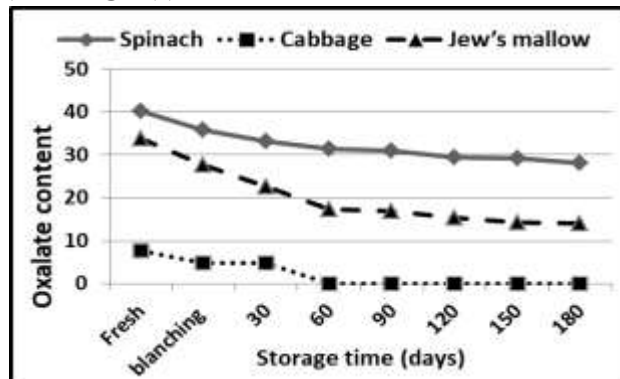 Spinach Cabbage Jew's mallow
50
40
30
20
10
0
Oxalate content
Fresh blanching 30 60 90 120 150 180
Storage time (days)